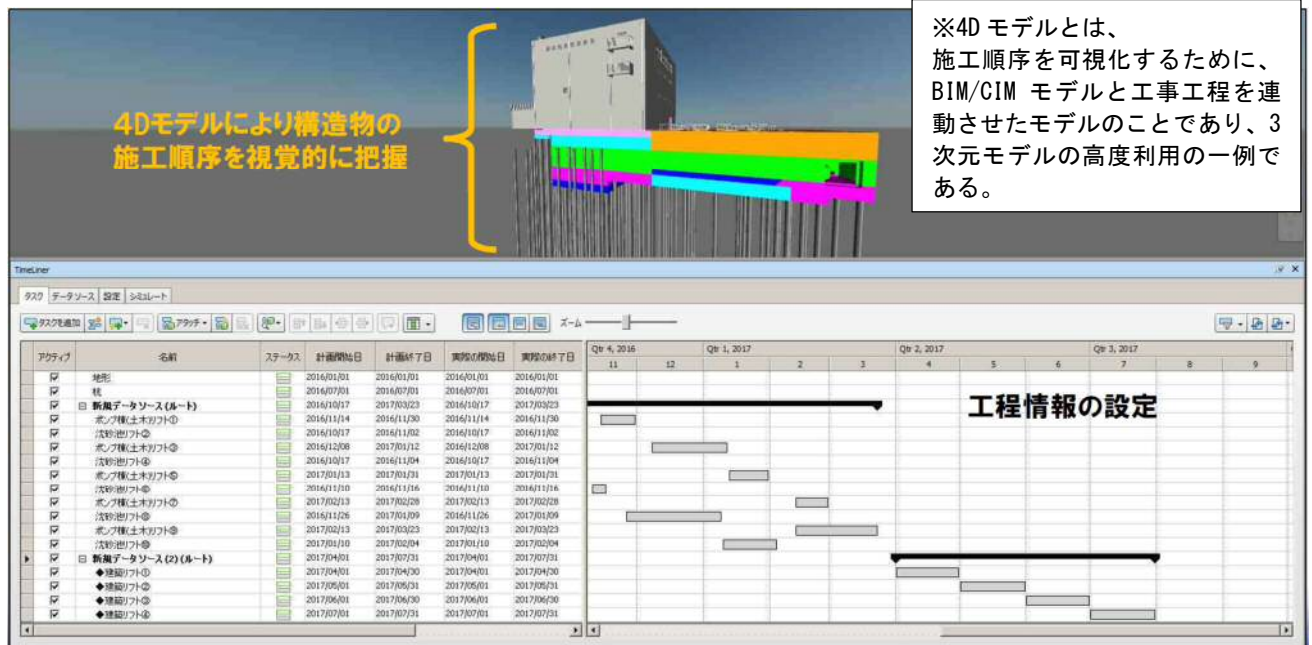 4Dモデルにより構造物の
施工順序を視覚的に把握
※4D モデルとは、
施工順序を可視化するために、
BIM/CIM モデルと工事工程を連
動させたモデルのことであり、3
次元モデルの高度利用の一例で
ある。
TimeLiner
タスク データソース 設定 シミュレート
タスクを追加 アタッチ ズーム
アクティブ 名前 ステータス 計画開始日 計画終了日 実際の開始日 実際の終了日 Qtr 4, 2016 Qtr 1, 2017 Qtr 2, 2017 Qtr 3, 2017
11 12 1 2 3 4 5 6 7 8 9
地形 2016/01/01 2016/01/01 2016/01/01 2016/01/01
杭 2016/07/01 2016/07/01 2016/07/01 2016/07/01
新規データソース(ルート) 2016/10/17 2017/03/23 2016/10/17 2017/03/23
工程情報の設定
ポンプ棟(土木)リフト① 2016/11/14 2016/11/30 2016/11/14 2016/11/30
沈砂池リフト② 2016/10/17 2016/11/02 2016/10/17 2016/11/02
ポンプ棟(土木)リフト③ 2016/12/08 2017/01/12 2016/12/08 2017/01/12
沈砂池リフト④ 2016/10/17 2016/11/04 2016/10/17 2016/11/04
ポンプ棟(土木)リフト⑤ 2017/01/13 2017/01/31 2017/01/13 2017/01/31
沈砂池リフト⑥ 2016/11/10 2016/11/16 2016/11/10 2016/11/16
ポンプ棟(土木)リフト⑦ 2017/02/13 2017/02/28 2017/02/13 2017/02/28
沈砂池リフト⑧ 2016/11/26 2017/01/09 2016/11/26 2017/01/09
ポンプ棟(土木)リフト⑨ 2017/02/13 2017/03/23 2017/02/13 2017/03/23
沈砂池リフト⑩ 2017/01/10 2017/02/04 2017/01/10 2017/02/04
新規データソース(2)(ルート) 2017/04/01 2017/07/31 2017/04/01 2017/07/31
◆建築リフト① 2017/04/01 2017/04/30 2017/04/01 2017/04/30
◆建築リフト② 2017/05/01 2017/05/31 2017/05/01 2017/05/31
◆建築リフト③ 2017/06/01 2017/06/30 2017/06/01 2017/06/30
◆建築リフト④ 2017/07/01 2017/07/31 2017/07/01 2017/07/31